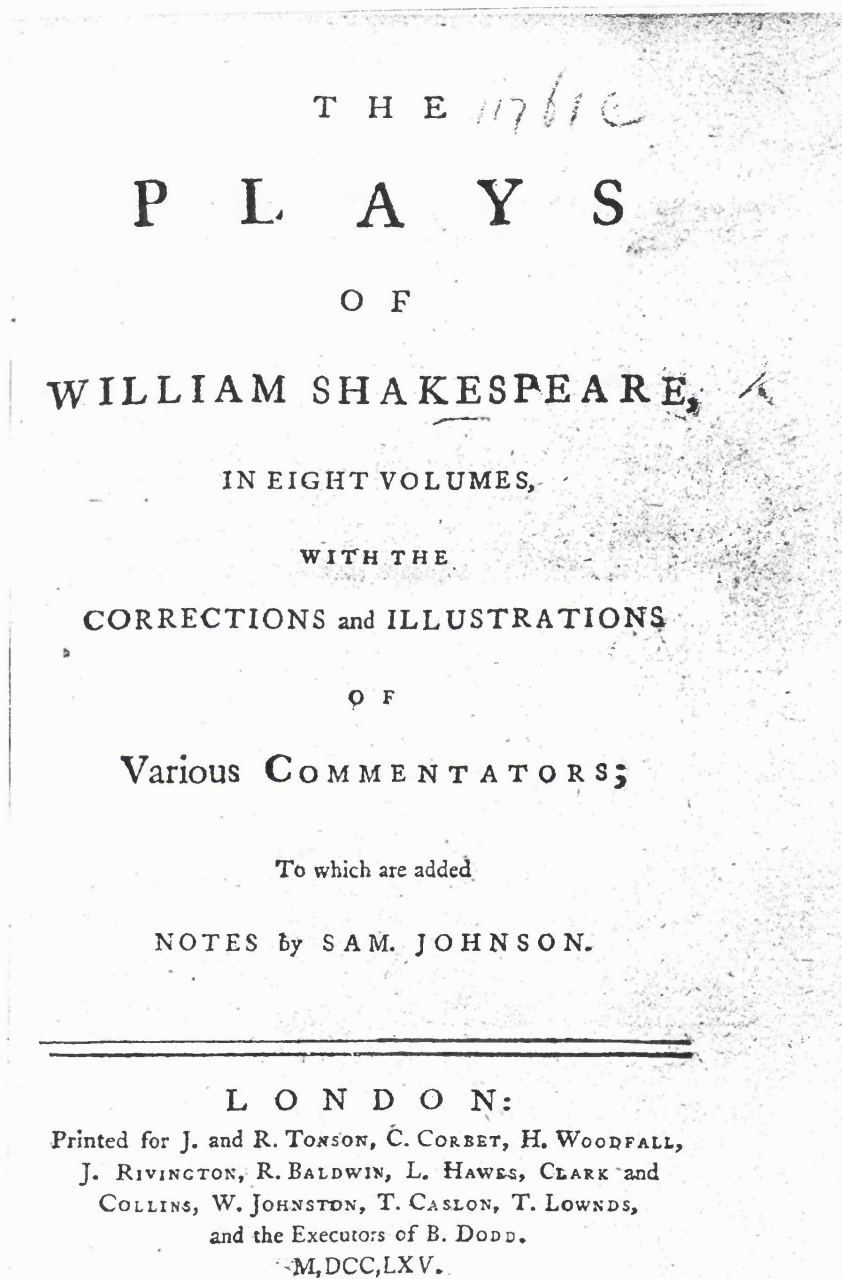 THE
PLAYS
OF
WILLIAM SHAKESPEARE,
IN EIGHT VOLUMES,
WITH THE
CORRECTIONS and ILLUSTRATIONS
OF
Various COMMENTATORS;
To which are added
NOTES by SAM. JOHNSON.
LONDON:
Printed for J. and R. TONSON, C. CORBET, H. WOODFALL,
J. RIVINGTON, R. BALDWIN, L. HAWES, CLARK and
COLLINS, W. JOHNSTON, T. CASLON, T. LOWNDS,
and the Executors of B. DODD.
M,DCC,LXV.